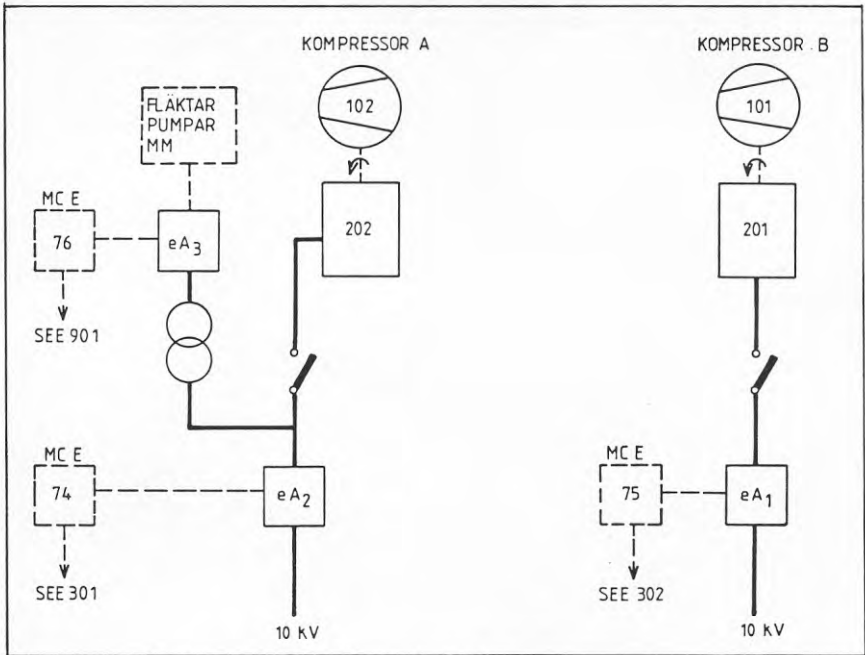 KOMPRESSOR A
KOMPRESSOR B
FLÄKTAR
PUMPAR
MM
102
101
MC E
76
eA3
202
201
SEE 901
MC E
74
eA2
MC E
75
eA1
SEE 301
SEE 302
10 kV
10 kV